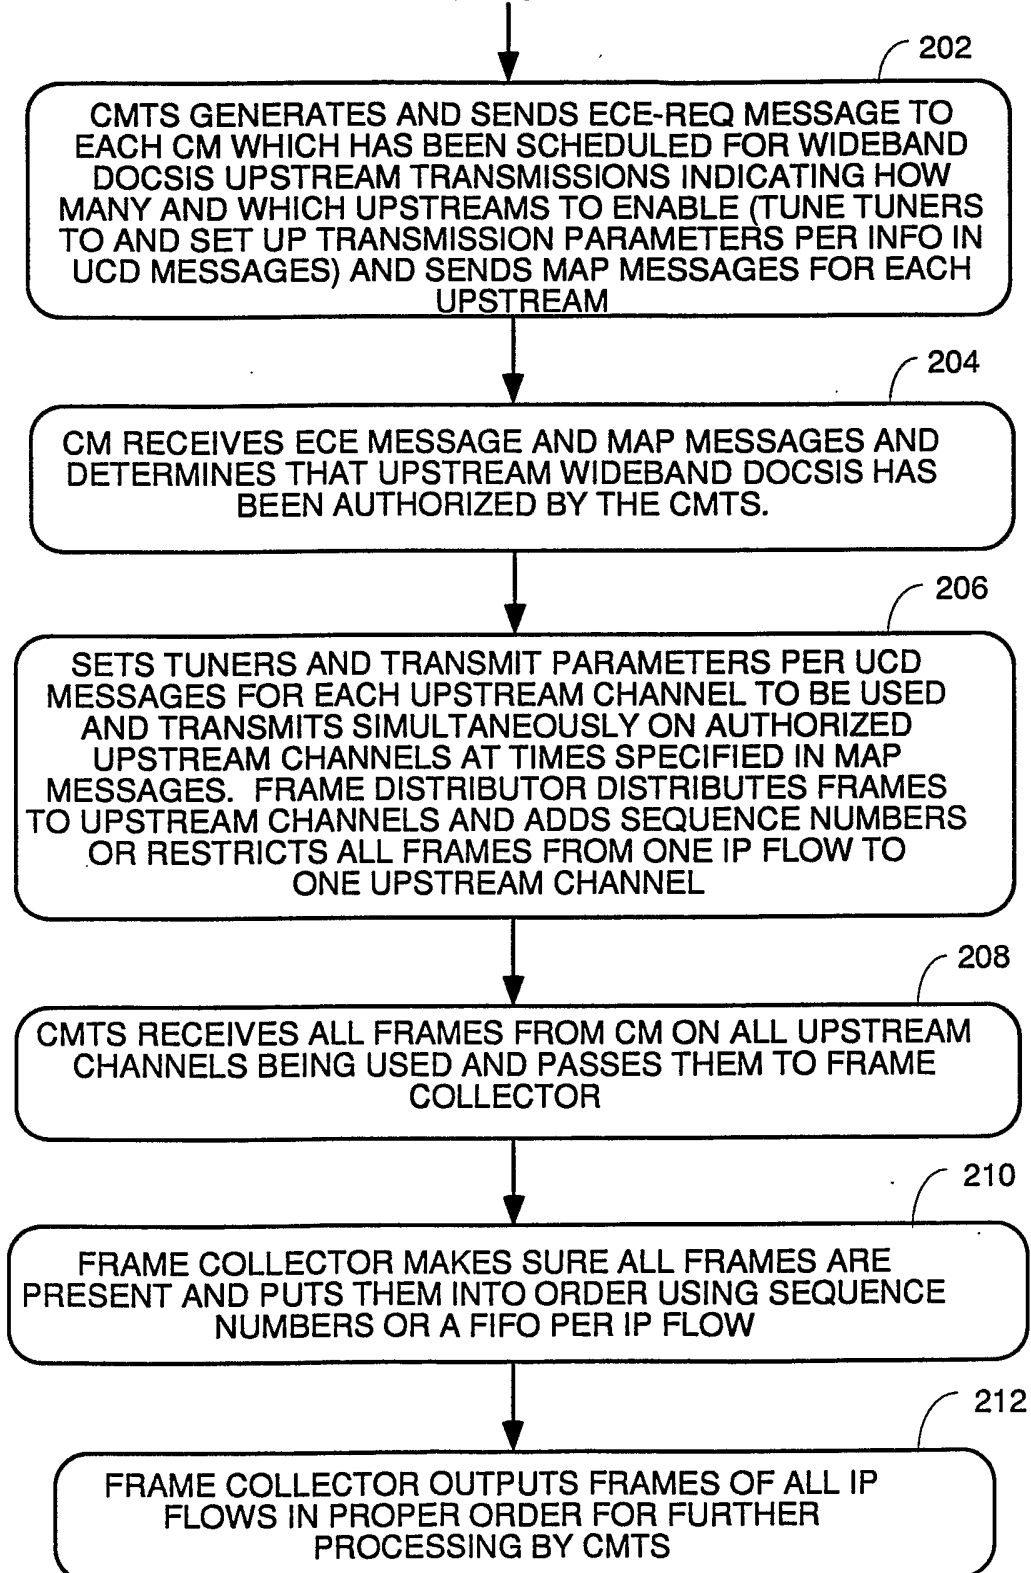 202
CMTS GENERATES AND SENDS ECE-REQ MESSAGE TO
EACH CM WHICH HAS BEEN SCHEDULED FOR WIDEBAND
DOCSIS UPSTREAM TRANSMISSIONS INDICATING HOW
MANY AND WHICH UPSTREAMS TO ENABLE (TUNE TUNERS
TO AND SET UP TRANSMISSION PARAMETERS PER INFO IN
UCD MESSAGES) AND SENDS MAP MESSAGES FOR EACH
UPSTREAM
204
CM RECEIVES ECE MESSAGE AND MAP MESSAGES AND
DETERMINES THAT UPSTREAM WIDEBAND DOCSIS HAS
BEEN AUTHORIZED BY THE CMTS.
206
SETS TUNERS AND TRANSMIT PARAMETERS PER UCD
MESSAGES FOR EACH UPSTREAM CHANNEL TO BE USED
AND TRANSMITS SIMULTANEOUSLY ON AUTHORIZED
UPSTREAM CHANNELS AT TIMES SPECIFIED IN MAP
MESSAGES. FRAME DISTRIBUTOR DISTRIBUTES FRAMES
TO UPSTREAM CHANNELS AND ADDS SEQUENCE NUMBERS
OR RESTRICTS ALL FRAMES FROM ONE IP FLOW TO
ONE UPSTREAM CHANNEL
208
CMTS RECEIVES ALL FRAMES FROM CM ON ALL UPSTREAM
CHANNELS BEING USED AND PASSES THEM TO FRAME
COLLECTOR
210
FRAME COLLECTOR MAKES SURE ALL FRAMES ARE
PRESENT AND PUTS THEM INTO ORDER USING SEQUENCE
NUMBERS OR A FIFO PER IP FLOW
212
FRAME COLLECTOR OUTPUTS FRAMES OF ALL IP
FLOWS IN PROPER ORDER FOR FURTHER
PROCESSING BY CMTS